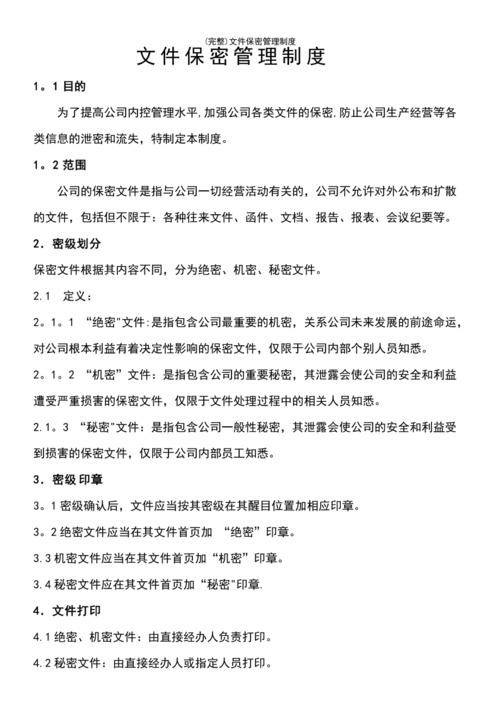 (完整)文件保密管理制度
文件保密管理制度
1。1目的
为了提高公司内控管理水平,加强公司各类文件的保密,防止公司生产经营等各
类信息的泄密和流失，特制定本制度。
1。2范围
公司的保密文件是指与公司一切经营活动有关的，公司不允许对外公布和扩散
的文件，包括但不限于：各种往来文件、函件、文档、报告、报表、会议纪要等。
2．密级划分
保密文件根据其内容不同，分为绝密、机密、秘密文件。
2.1 定义：
2。1。1 “绝密"文件:是指包含公司最重要的机密，关系公司未来发展的前途命运，
对公司根本利益有着决定性影响的保密文件，仅限于公司内部个别人员知悉。
2。1。2 “机密”文件：是指包含公司的重要秘密，其泄露会使公司的安全和利益
遭受严重损害的保密文件，仅限于文件处理过程中的相关人员知悉。
2.1。3 “秘密"文件：是指包含公司一般性秘密，其泄露会使公司的安全和利益受
到损害的保密文件，仅限于公司内部员工知悉。
3．密级印章
3。1密级确认后，文件应当按其密级在其醒目位置加相应印章。
3。2绝密文件应当在其文件首页加 “绝密”印章。
3.3机密文件应当在其文件首页加“机密”印章。
3.4秘密文件应在其文件首页加“秘密"印章.
4．文件打印
4.1绝密、机密文件：由直接经办人负责打印。
4.2秘密文件：由直接经办人或指定人员打印。